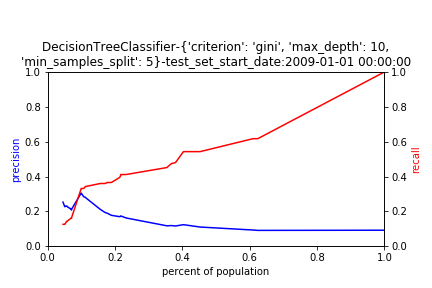 DecisionTreeClassifier-{'criterion': 'gini', 'max_depth': 10,
'min_samples_split': 5}-test_set_start_date:2009-01-01 00:00:00
1.0
0.8
0.6
0.4
0.2
0.0
precision
1.0
0.8
0.6
0.4
0.2
0.0
recall
0.0 0.2 0.4 0.6 0.8 1.0
percent of population